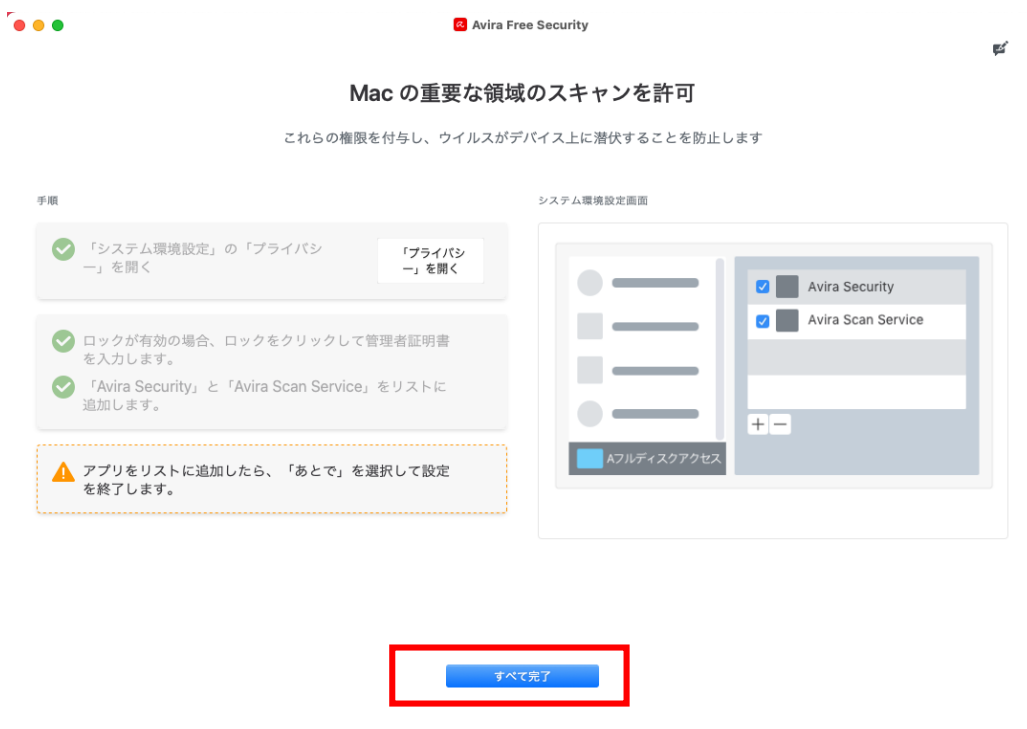 Avira Free Security
Mac の重要な領域のスキャンを許可
これらの権限を付与し、ウイルスがデバイス上に潜伏することを防止します
手順
「システム環境設定」の「プライバシ
ー」を開く
「プライバシ
ー」を開く
ロックが有効の場合、ロックをクリックして管理者証明書
を入力します。
「Avira Security」と「Avira Scan Service」をリストに
追加します。
アプリをリストに追加したら、「あとで」を選択して設定
を終了します。
システム環境設定画面
Avira Security
Avira Scan Service
Aフルディスクアクセス
すべて完了